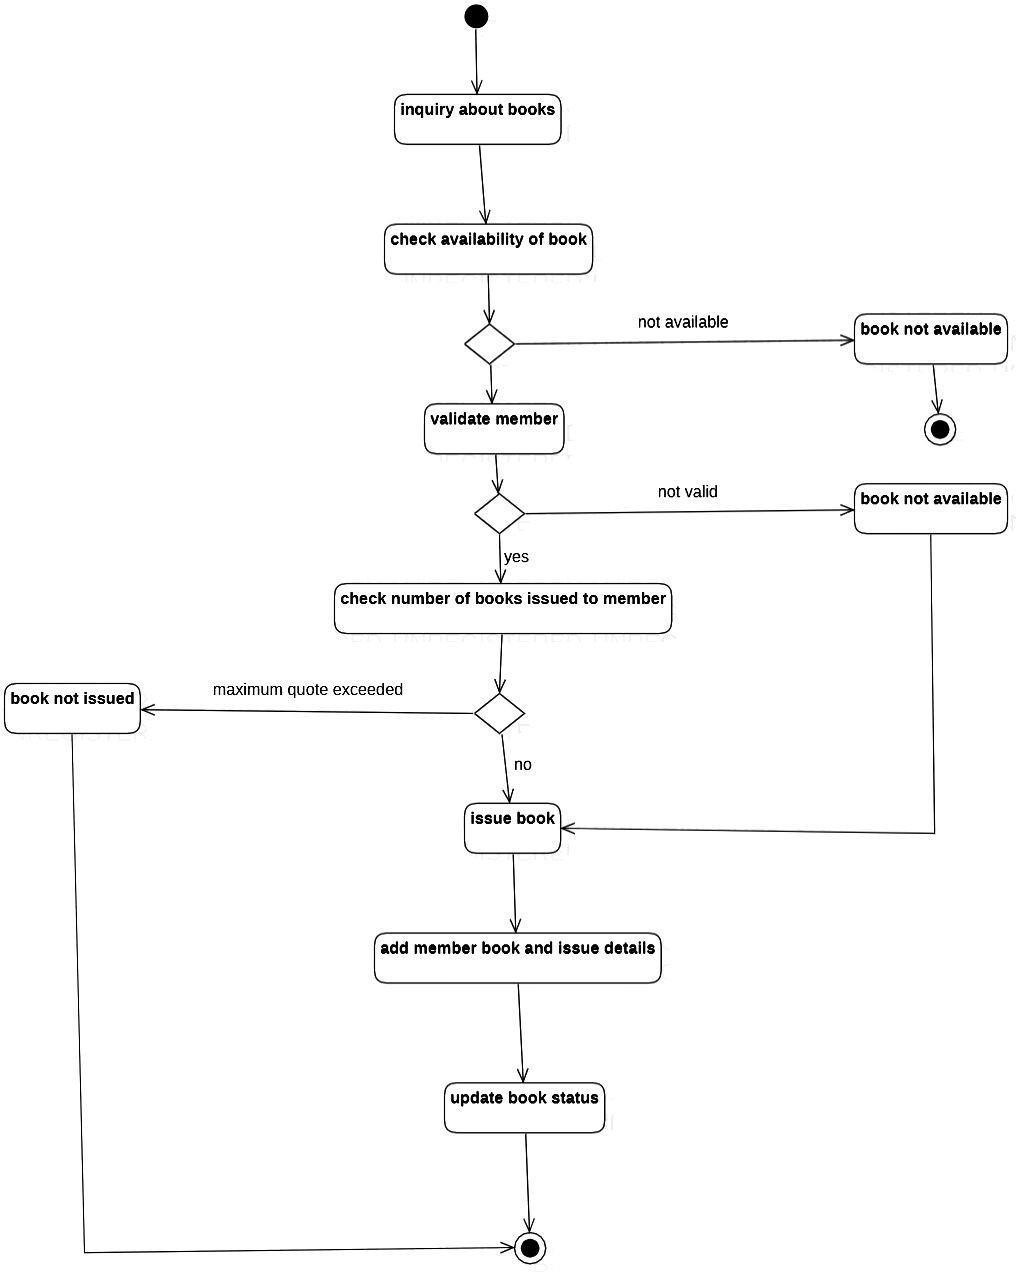 inquiry about books
check availability of book
not available
book not available
validate member
not valid
book not available
yes
check number of books issued to member
maximum quote exceeded
book not issued
no
issue book
add member book and issue details
update book status